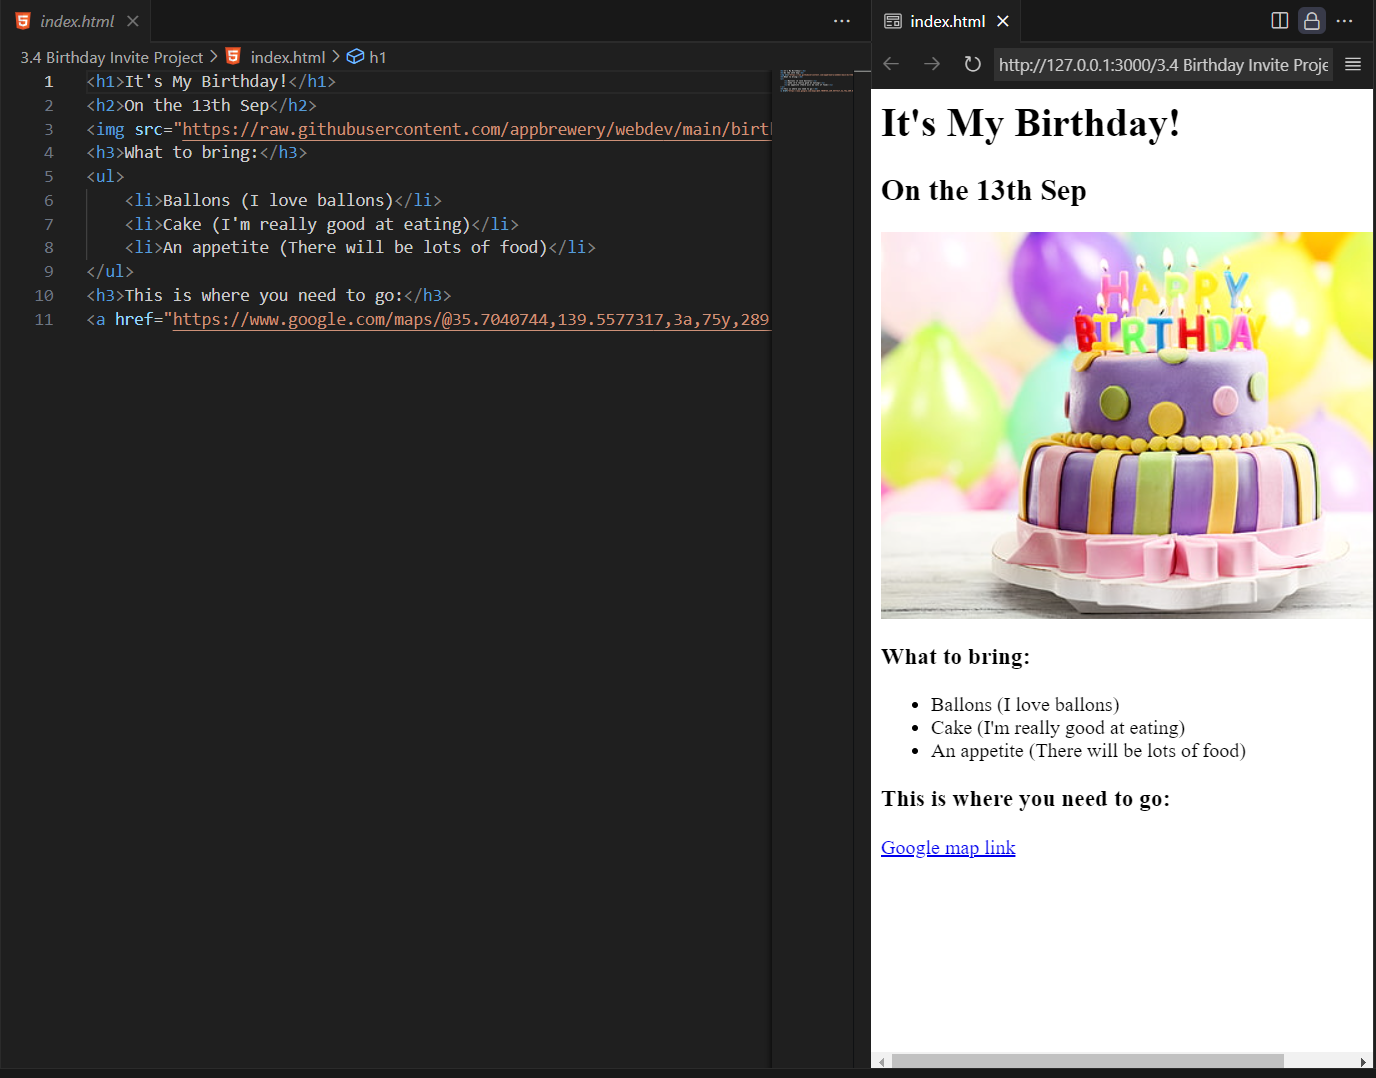 index.html
3.4 Birthday Invite Project > index.html > h1
1 <h1>It's My Birthday!</h1>
2 <h2>On the 13th Sep</h2>
3 <img src="https://raw.githubusercontent.com/appbrewery/webdev/main/birt
4 <h3>What to bring:</h3>
5 <ul>
6 <li>Ballons (I love ballons)</li>
7 <li>Cake (I'm really good at eating)</li>
8 <li>An appetite (There will be lots of food)</li>
9 </ul>
10 <h3>This is where you need to go:</h3>
11 <a href="https://www.google.com/maps/@35.7040744,139.5577317,3a,75y,289
index.html
http://127.0.0.1:3000/3.4 Birthday Invite Proje
It's My Birthday!
On the 13th Sep
HAPPY
BIRTHDAY
What to bring:
• Ballons (I love ballons)
• Cake (I'm really good at eating)
• An appetite (There will be lots of food)
This is where you need to go:
Google map link